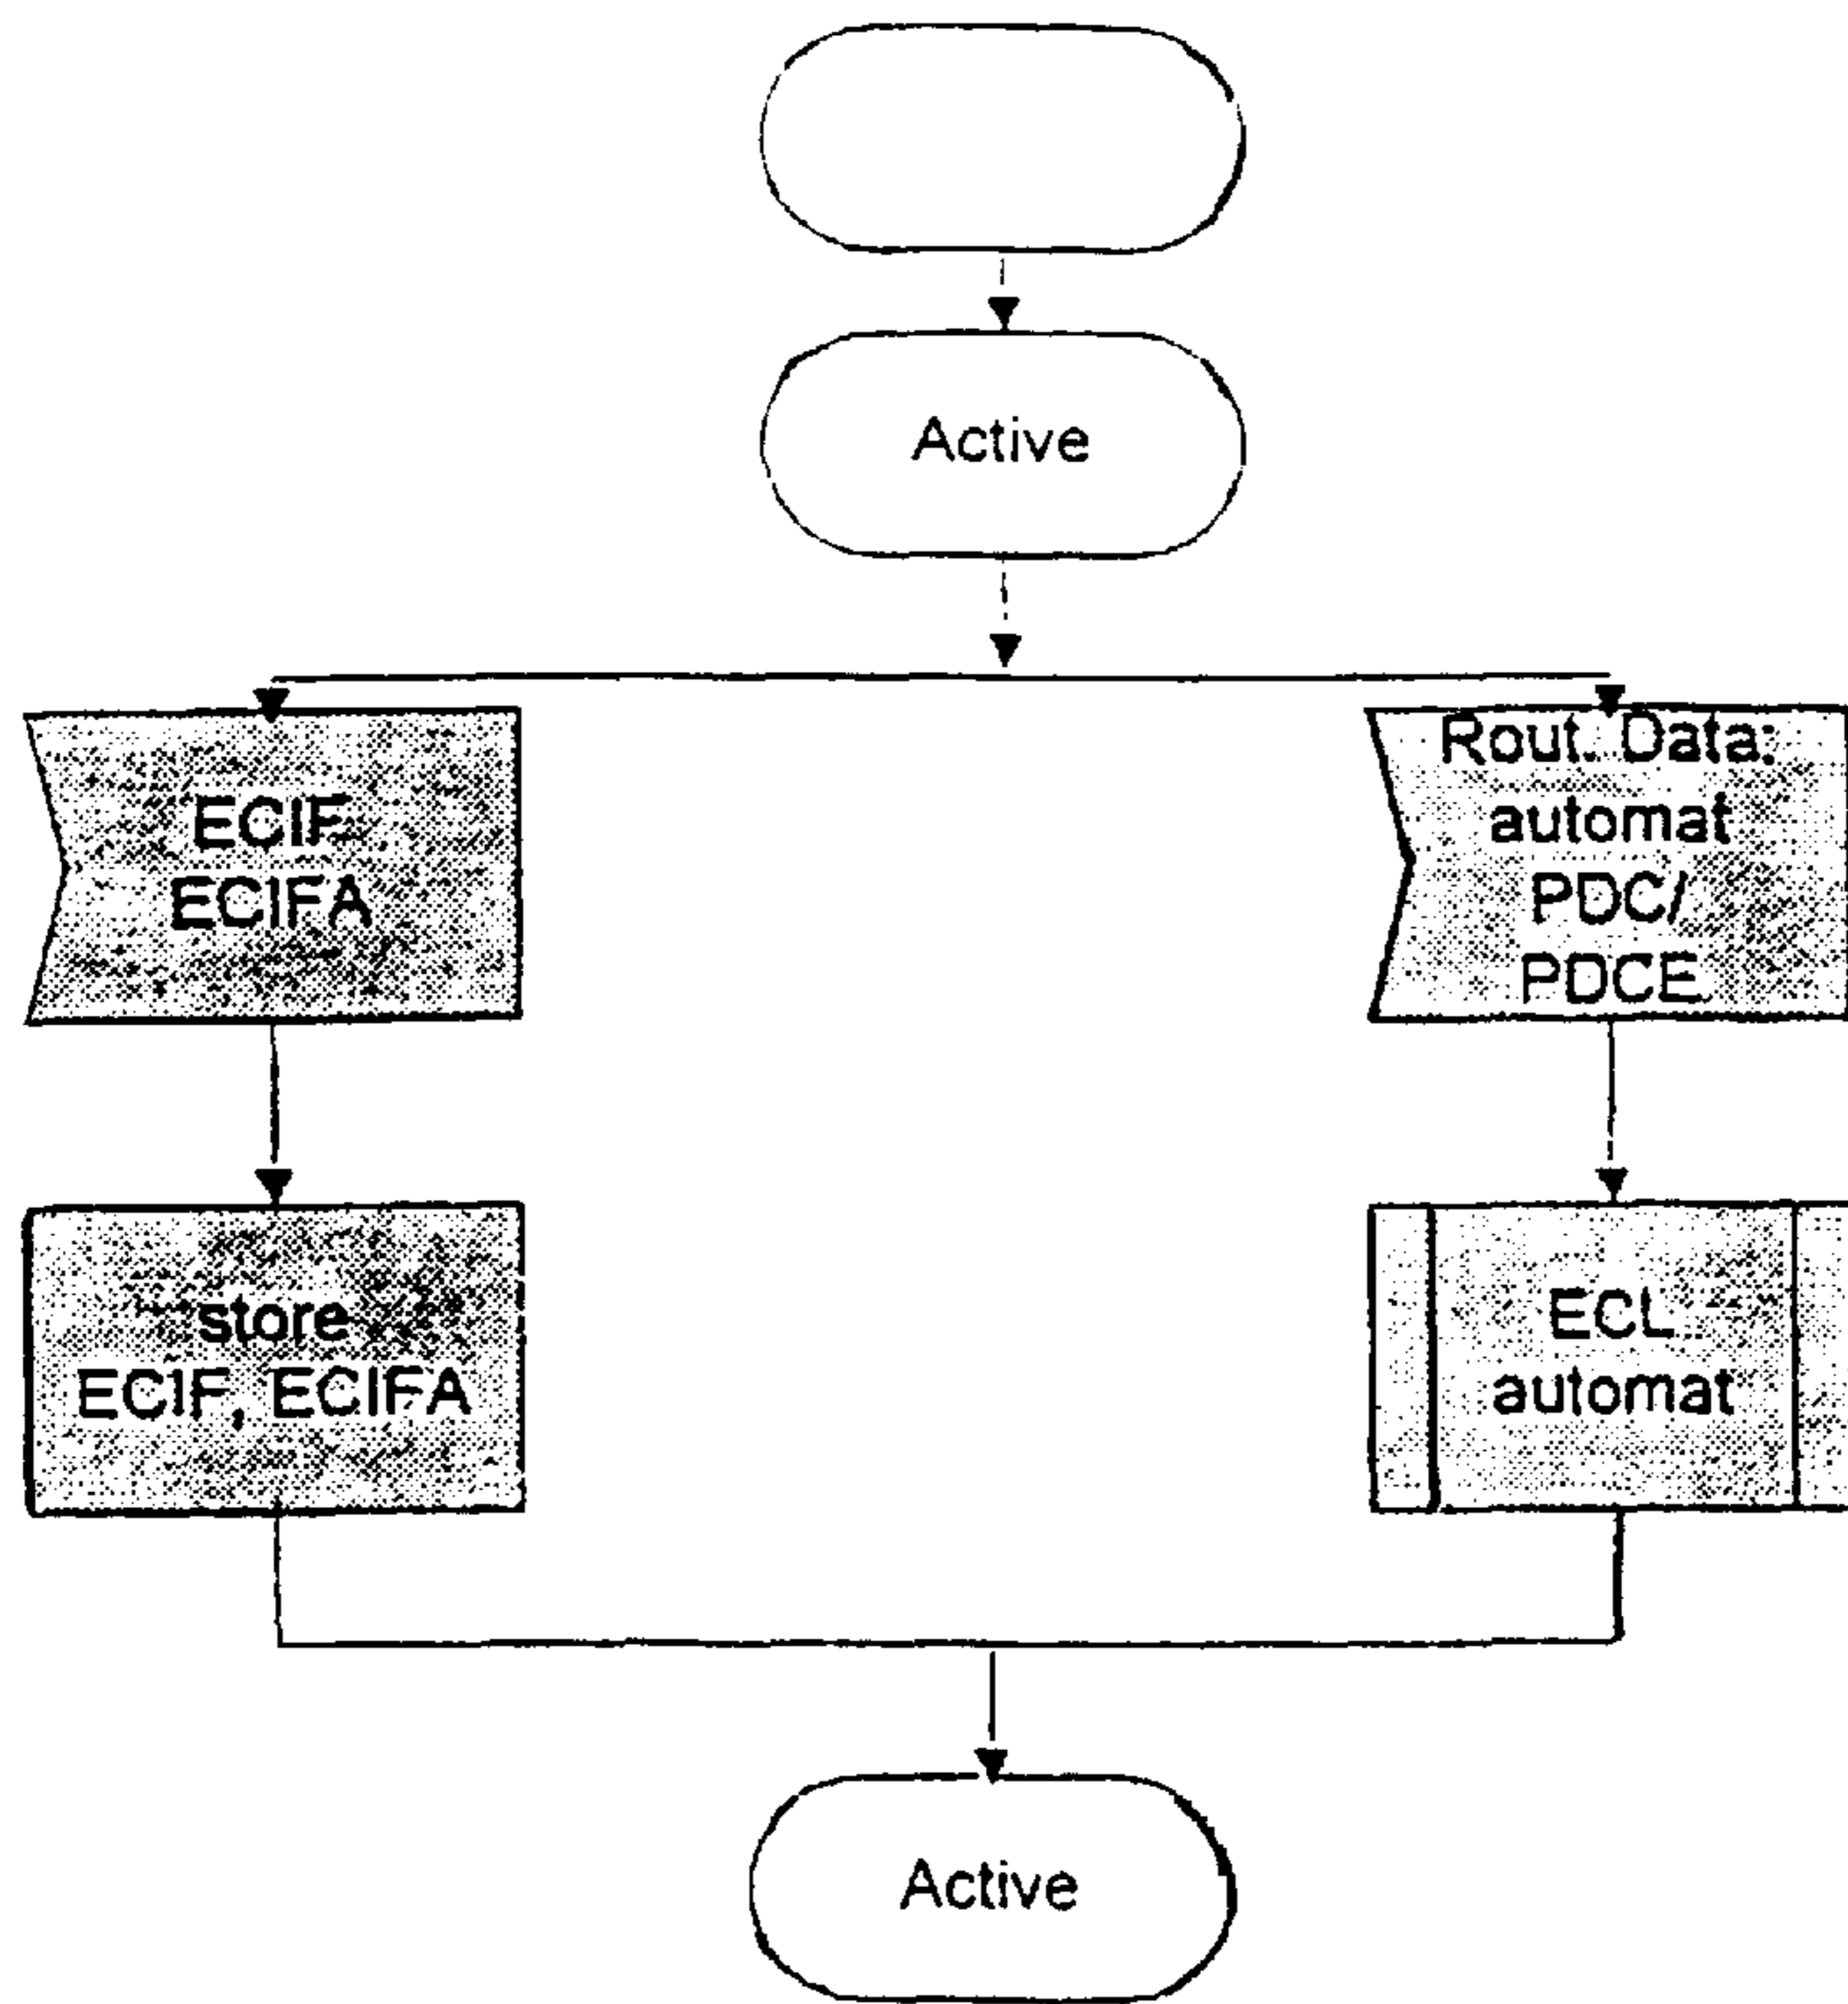 Active
ECIF
ECIFA
Rout. Data:
automat
PDC/
PDCE
store
ECIF, ECIFA
ECL
automat
Active